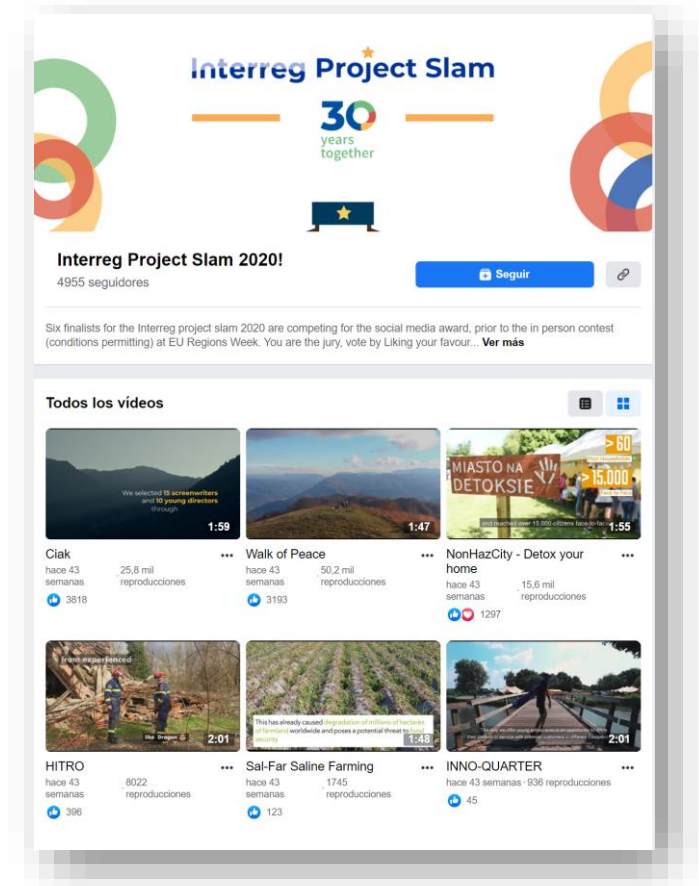 Interreg Project Slam
30
years
together
Interreg Project Slam 2020!
4955 seguidores
Seguir
Six finalists for the Interreg project slam 2020 are competing for the social media award, prior to the in person contest
(conditions permitting) at EU Regions Week. You are the jury, vote by Liking your favour... Ver más
Todos los vídeos
We selected 15 screenwriters
and 10 young directors
through
1:59
1:47
> 60
MIASTO NA
DETOKSIE
> 15.000
Face to Face
and reached over 15.000 citizens face-to-face
1:55
Ciak
hace 43
semanas
· 25,8 mil
reproducciones
3818
Walk of Peace
hace 43
semanas
· 50,2 mil
reproducciones
3193
NonHazCity - Detox your
home
hace 43
semanas
· 15,6 mil
reproducciones
1297
front experienced
the Dragon
2:01
This has already caused degradation of millions of hectares
of farmland worldwide and poses a potential threat to food
security
1:48
2:01
HITRO
hace 43
semanas
· 8022
reproducciones
396
Sal-Far Saline Farming
hace 43
semanas
· 1745
reproducciones
123
INNO-QUARTER
hace 43 semanas · 936 reproducciones
45